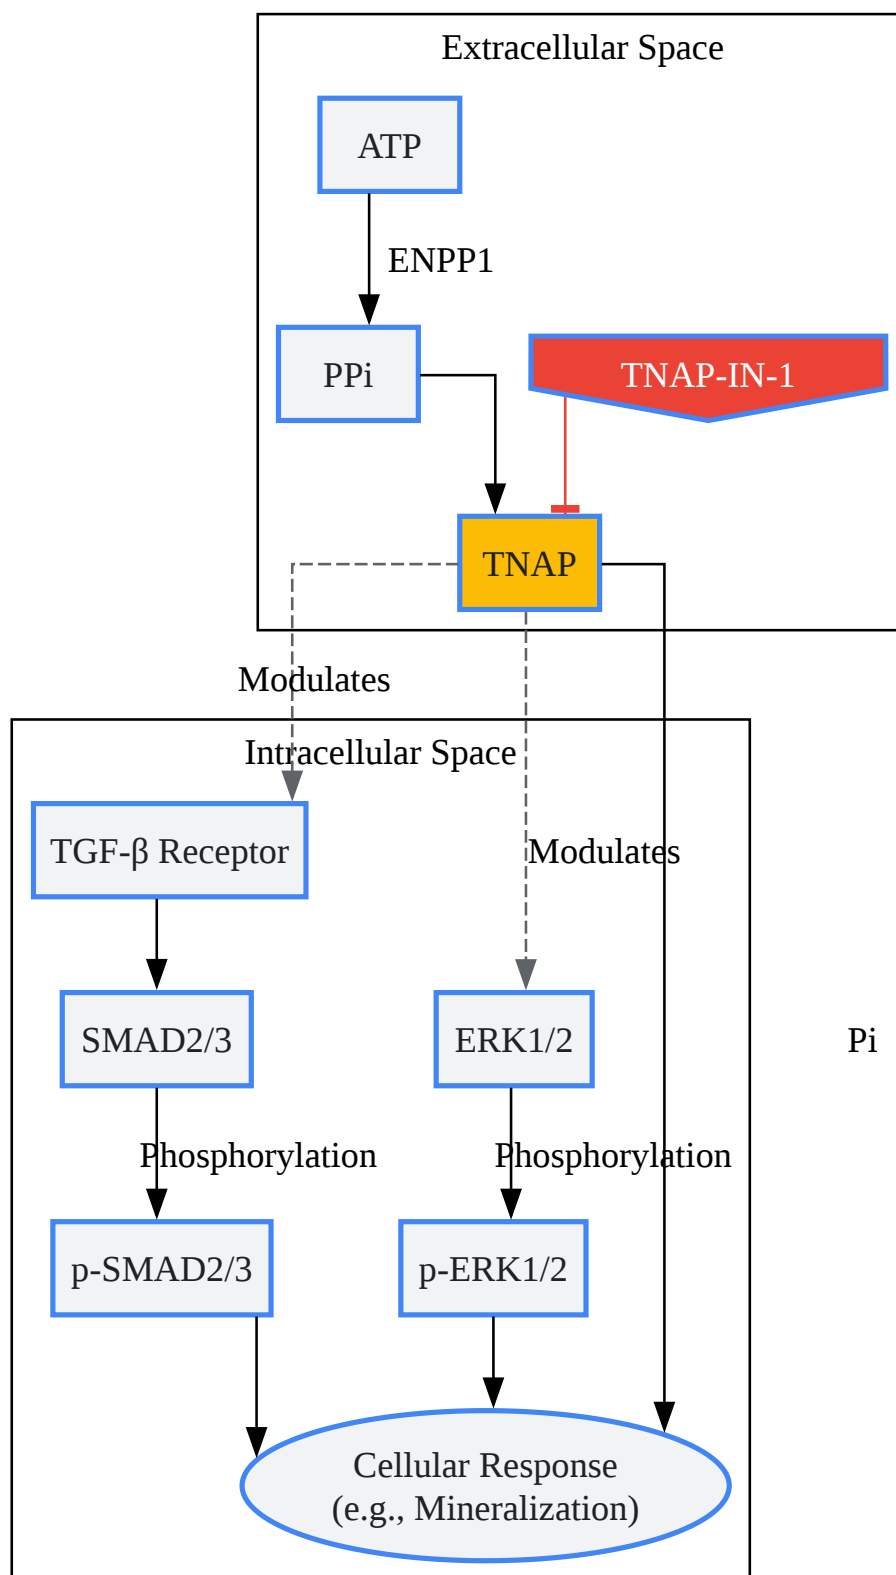 Extracellular Space
ATP
ENPP1
PPi
TNAP-IN-1
TNAP
Modulates
Intracellular Space
TGF-β Receptor
Modulates
SMAD2/3
ERK1/2
Pi
Phosphorylation
Phosphorylation
p-SMAD2/3
p-ERK1/2
Cellular Response
(e.g., Mineralization)